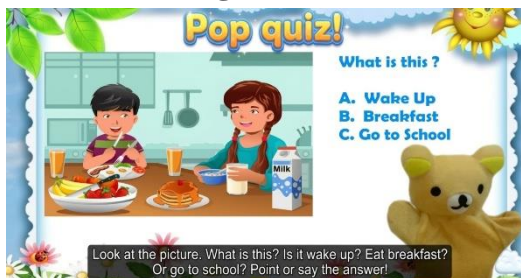 Pop quiz!
What is this ?
A. Wake Up
B. Breakfast
C. Go to School
Milk
Look at the picture. What is this? Is it wake up? Eat breakfast?
Or go to school? Point or say the answer!